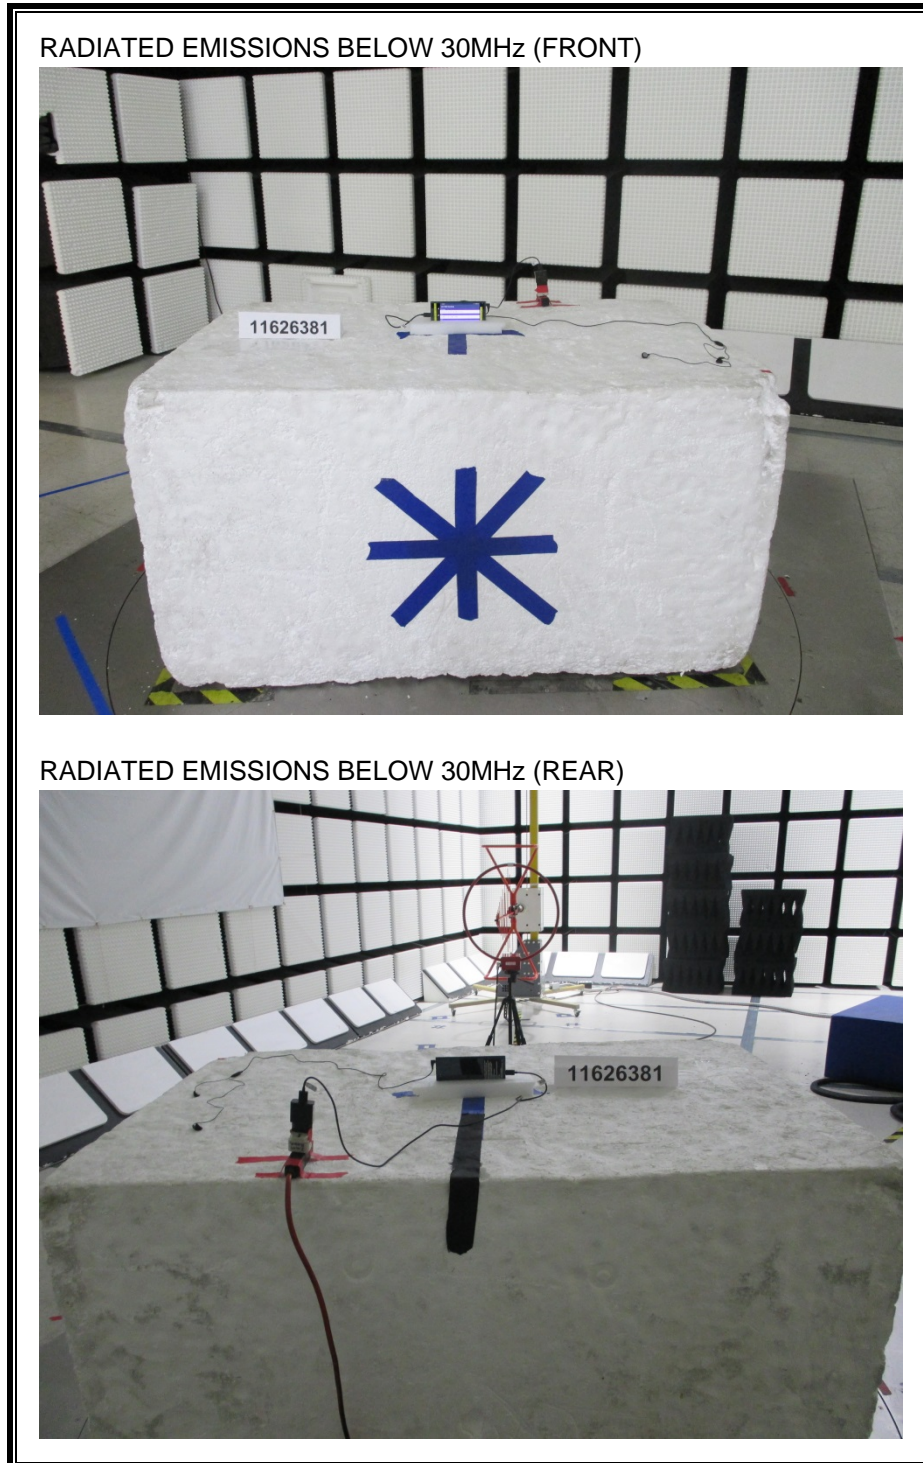 RADIATED EMISSIONS BELOW 30MHz (FRONT)
11626381
RADIATED EMISSIONS BELOW 30MHz (REAR)
11626381